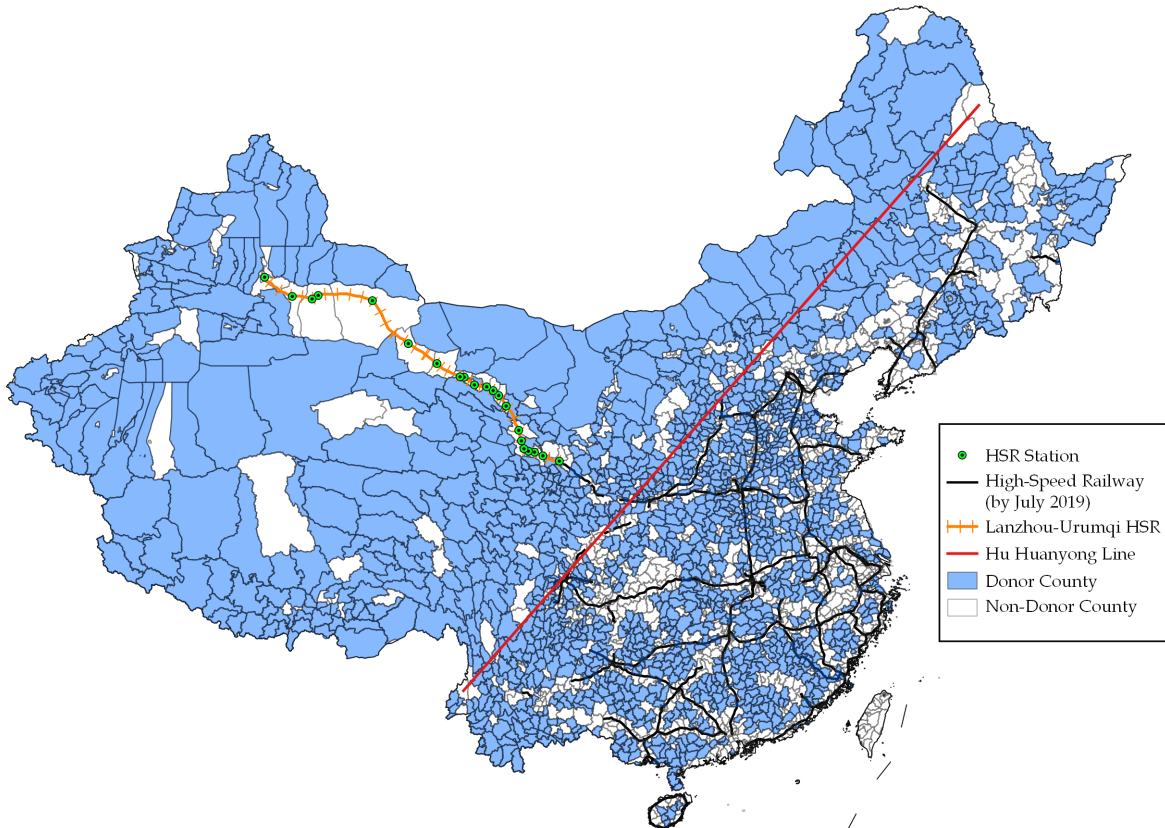 HSR Station
High-Speed Railway
(by July 2019)
Lanzhou-Urumqi HSR
Hu Huanyong Line
Donor County
Non-Donor County